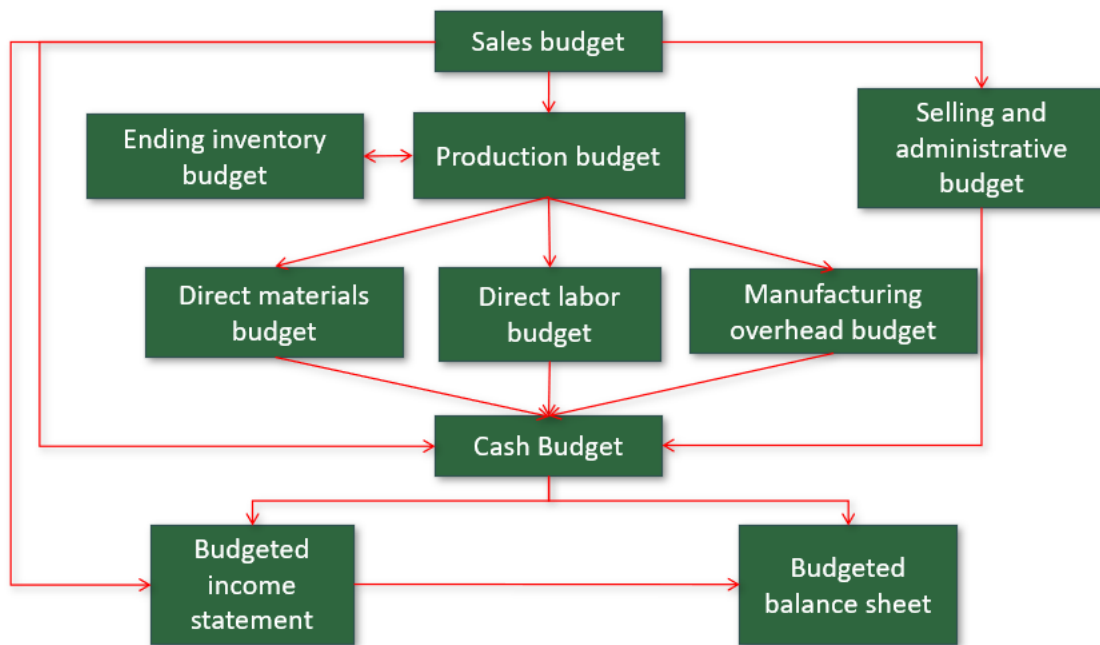 Sales budget
Ending inventory
budget
Production budget
Selling and
administrative
budget
Direct materials
budget
Direct labor
budget
Manufacturing
overhead budget
Cash Budget
Budgeted
income
statement
Budgeted
balance sheet